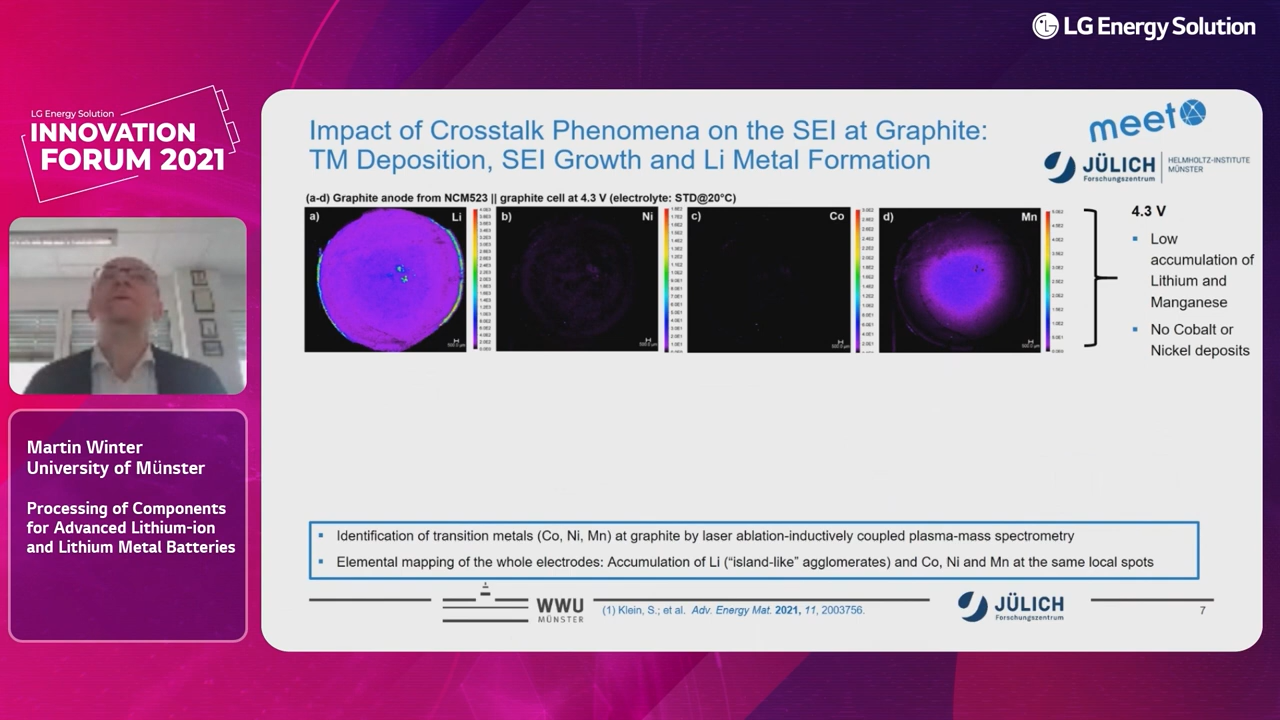 LG Energy Solution
LG Energy Solution
INNOVATION
FORUM 2021
Martin Winter
University of Münster
Processing of Components
for Advanced Lithium-ion
and Lithium Metal Batteries
Impact of Crosstalk Phenomena on the SEI at Graphite:
TM Deposition, SEI Growth and Li Metal Formation
meet
JÜLICH
Forschungszentrum
HELMHOLTZ-INSTITUTE
MÜNSTER
(a-d) Graphite anode from NCM523 || graphite cell at 4.3 V (electrolyte: STD@20°C)
a) Li
b) Ni
c) Co
d) Mn
4.3 V
Low
accumulation of
Lithium and
Manganese
No Cobalt or
Nickel deposits
Identification of transition metals (Co, Ni, Mn) at graphite by laser ablation-inductively coupled plasma-mass spectrometry
Elemental mapping of the whole electrodes: Accumulation of Li (“island-like” agglomerates) and Co, Ni and Mn at the same local spots
WWU
MÜNSTER
(1) Klein, S.; et al. Adv. Energy Mat. 2021, 11, 2003756.
JÜLICH
Forschungszentrum
7